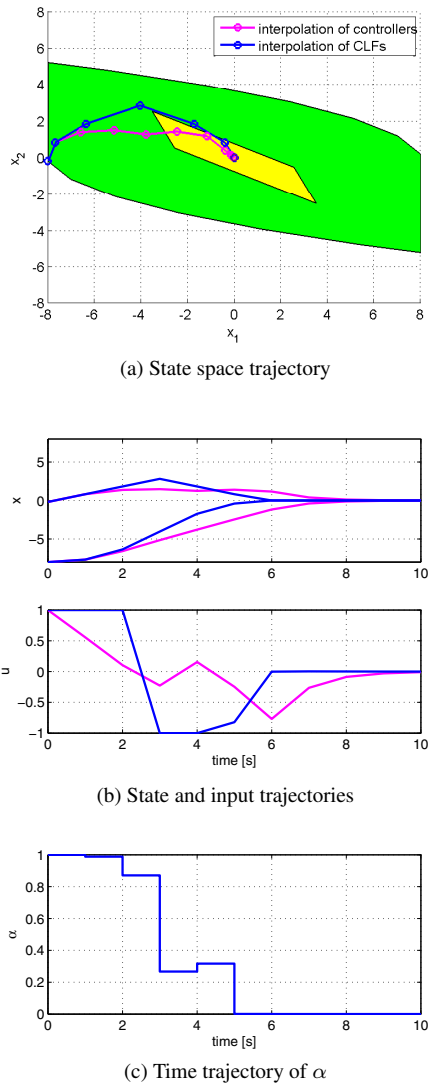 8
interpolation of controllers
interpolation of CLFs
6
4
2
x2
0
-2
-4
-6
-8
-8 -6 -4 -2 0 2 4 6 8
x1
(a) State space trajectory
5
x
0
−5
0 2 4 6 8 10
1
0.5
u
0
−0.5
−1
0 2 4 6 8 10
time [s]
(b) State and input trajectories
1
0.8
0.6
α
0.4
0.2
0
0 2 4 6 8 10
time [s]
(c) Time trajectory of α